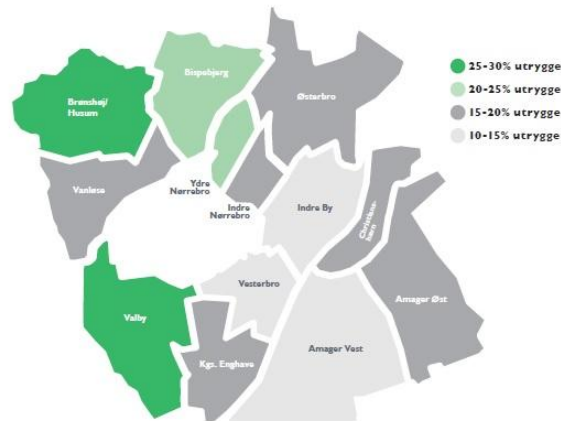 25-30% utrygge
20-25% utrygge
15-20% utrygge
10-15% utrygge
Bispebjerg
Østerbro
Brønshøj/
Husum
Vanløse
Ydre
Nørrebro
Indre
Nørrebro
Indre By
Christians-
havn
Valby
Vesterbro
Kgs. Enghave
Amager Vest
Amager Øst